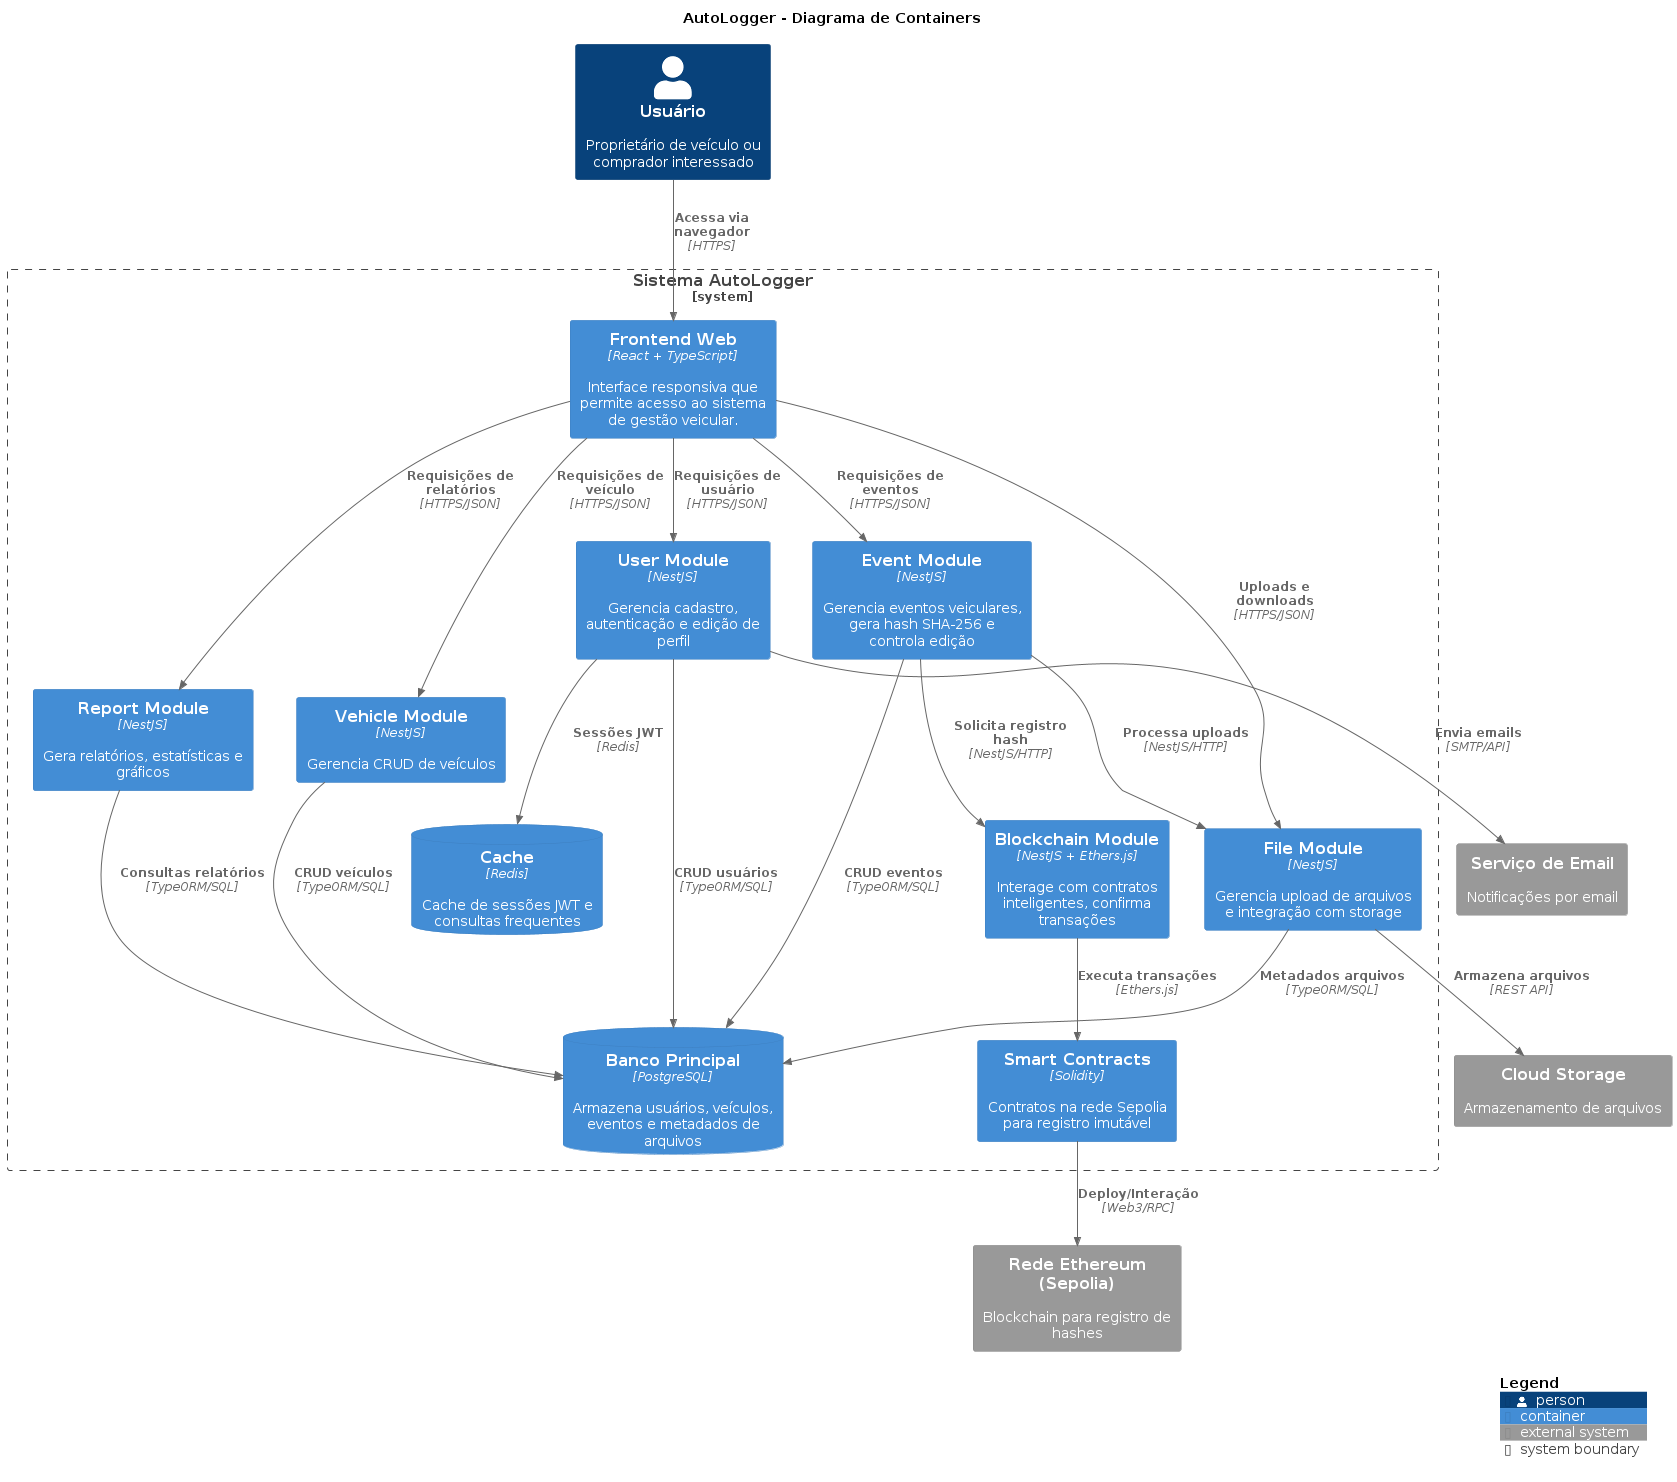 AutoLogger - Diagrama de Containers
Usuário
Proprietário de veículo ou
comprador interessado
Acessa via
navegador
[HTTPS]
Sistema AutoLogger
[system]
Frontend Web
[React + TypeScript]
Interface responsiva que
permite acesso ao sistema
de gestão veicular.
Requisições de
relatórios
[HTTPS/JSON]
Requisições de
veículo
[HTTPS/JSON]
Requisições de
usuário
[HTTPS/JSON]
Requisições de
eventos
[HTTPS/JSON]
Uploads e
downloads
[HTTPS/JSON]
User Module
[NestJS]
Gerencia cadastro,
autenticação e edição de
perfil
Event Module
[NestJS]
Gerencia eventos veiculares,
gera hash SHA-256 e
controla edição
Report Module
[NestJS]
Gera relatórios, estatísticas e
gráficos
Vehicle Module
[NestJS]
Gerencia CRUD de veículos
Sessões JWT
[Redis]
Solicita registro
hash
[NestJS/HTTP]
Processa uploads
[NestJS/HTTP]
Envia emails
[SMTP/API]
Cache
[Redis]
Cache de sessões JWT e
consultas frequentes
Blockchain Module
[NestJS + Ethers.js]
Interage com contratos
inteligentes, confirma
transações
File Module
[NestJS]
Gerencia upload de arquivos
e integração com storage
Serviço de Email
Notificações por email
Consultas relatórios
[TypeORM/SQL]
CRUD veículos
[TypeORM/SQL]
CRUD usuários
[TypeORM/SQL]
CRUD eventos
[TypeORM/SQL]
Executa transações
[Ethers.js]
Metadados arquivos
[TypeORM/SQL]
Armazena arquivos
[REST API]
Banco Principal
[PostgreSQL]
Armazena usuários, veículos,
eventos e metadados de
arquivos
Smart Contracts
[Solidity]
Contratos na rede Sepolia
para registro imutável
Cloud Storage
Armazenamento de arquivos
Deploy/Interação
[Web3/RPC]
Rede Ethereum
(Sepolia)
Blockchain para registro de
hashes
Legend
person
container
external system
system boundary